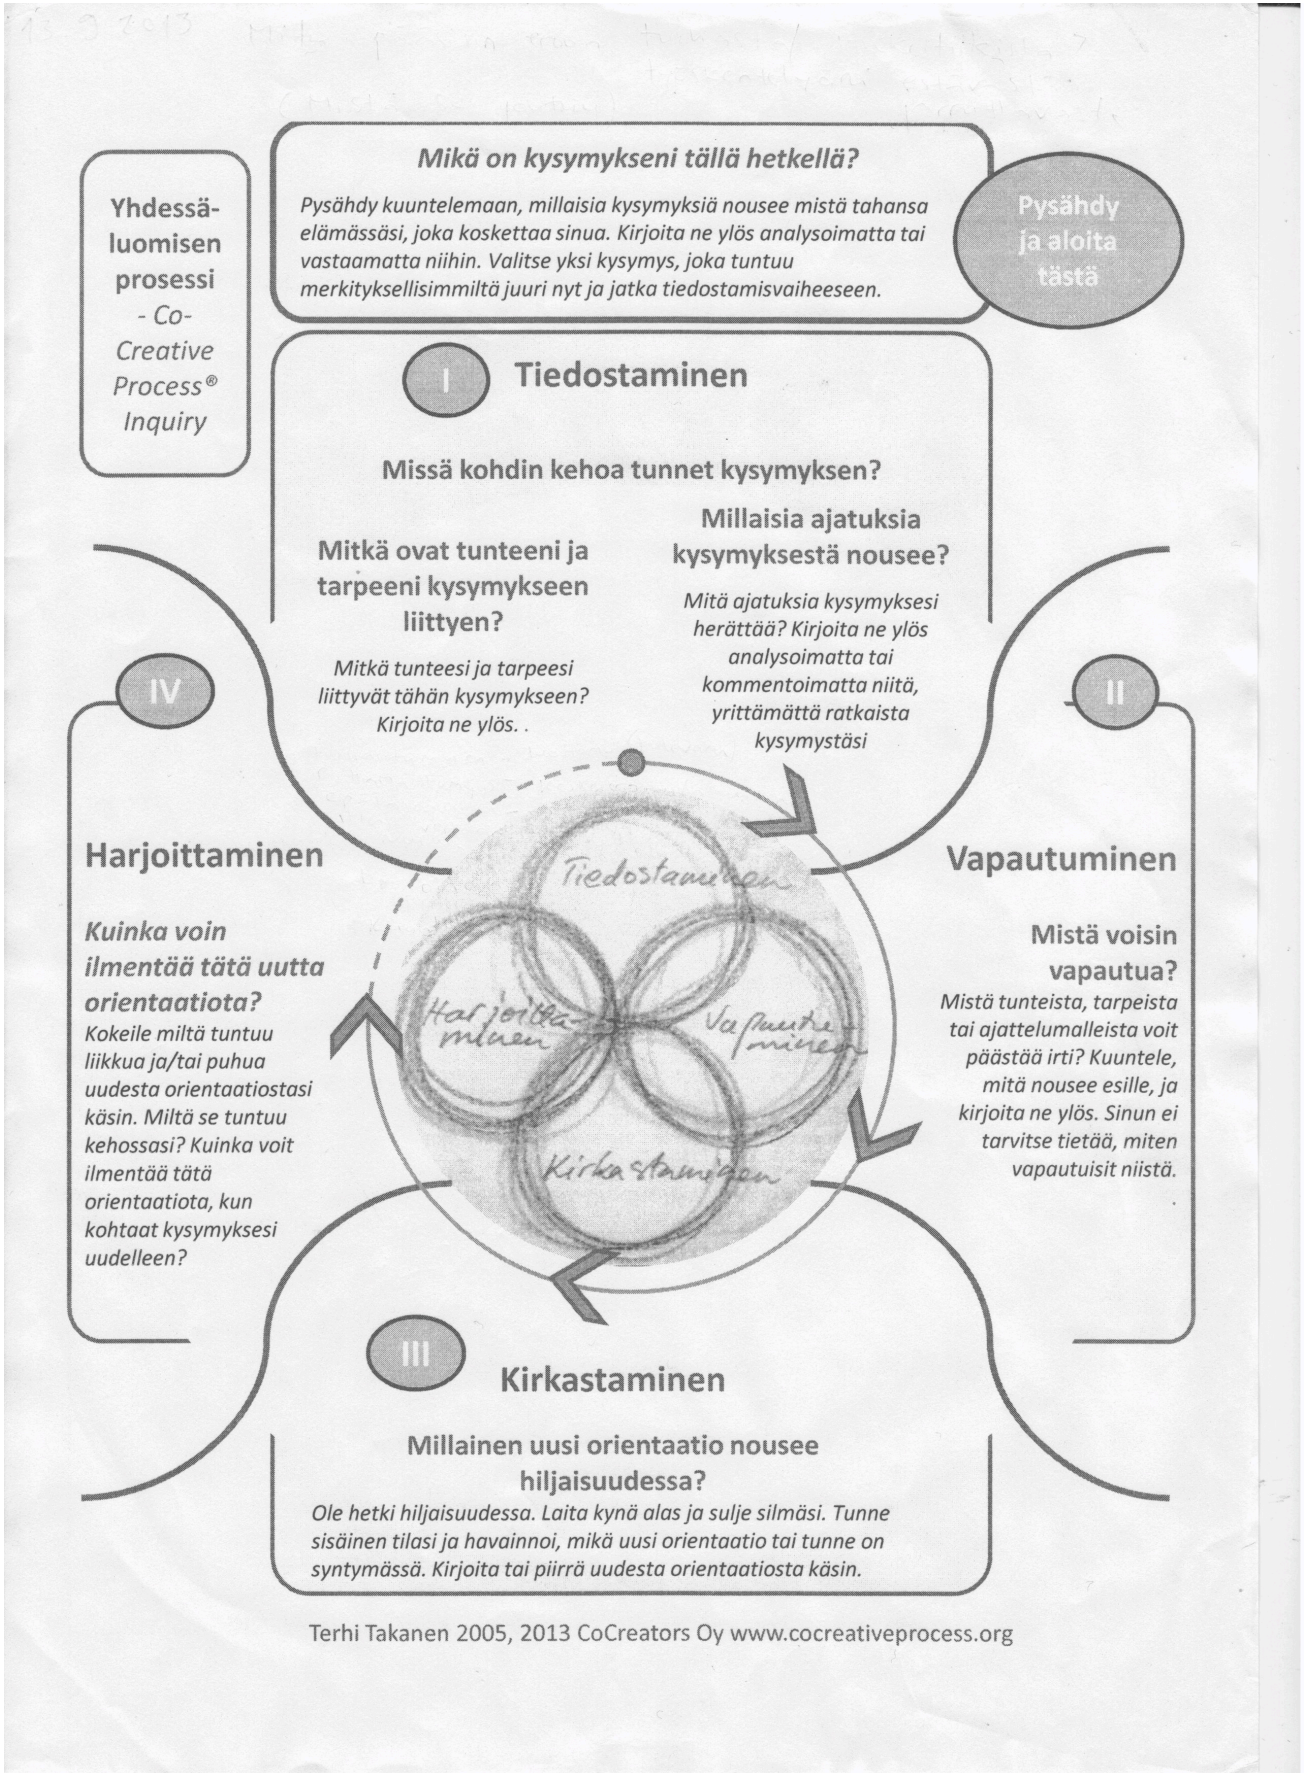 13.9.2013
Yhdessä-
luomisen
prosessi
- Co-
Creative
Process®
Inquiry
Mikä on kysymykseni tällä hetkellä?
Pysähdy kuuntelemaan, millaisia kysymyksiä nousee mistä tahansa
elämässäsi, joka koskettaa sinua. Kirjoita ne ylös analysoimatta tai
vastaamatta niihin. Valitse yksi kysymys, joka tuntuu
merkityksellisimmiltä juuri nyt ja jatka tiedostamisvaiheeseen.
Pysähdy
ja aloita
tästä
I
Tiedostaminen
Missä kohdin kehoa tunnet kysymyksen?
Mitkä ovat tunteeni ja
tarpeeni kysymykseen
liittyen?
Mitkä tunteesi ja tarpeesi
liittyvät tähän kysymykseen?
Kirjoita ne ylös. .
Millaisia ajatuksia
kysymyksestä nousee?
Mitä ajatuksia kysymyksesi
herättää? Kirjoita ne ylös
analysoimatta tai
kommentoimatta niitä,
yrittämättä ratkaista
kysymystäsi
II
Vapautuminen
Mistä voisin
vapautua?
Mistä tunteista, tarpeista
tai ajattelumalleista voit
päästää irti? Kuuntele,
mitä nousee esille, ja
kirjoita ne ylös. Sinun ei
tarvitse tietää, miten
vapautuisit niistä.
IV
Harjoittaminen
Kuinka voin
ilmentää tätä uutta
orientaatiota?
Kokeile miltä tuntuu
liikkua ja/tai puhua
uudesta orientaatiostasi
käsin. Miltä se tuntuu
kehossasi? Kuinka voit
ilmentää tätä
orientaatiota, kun
kohtaat kysymyksesi
uudelleen?
Tiedostaminen
Harjoitta-
minen
Vapautu-
minen
Kirkastaminen
III
Kirkastaminen
Millainen uusi orientaatio nousee
hiljaisuudessa?
Ole hetki hiljaisuudessa. Laita kynä alas ja sulje silmäsi. Tunne
sisäinen tilasi ja havainnoi, mikä uusi orientaatio tai tunne on
syntymässä. Kirjoita tai piirrä uudesta orientaatiosta käsin.
Terhi Takanen 2005, 2013 CoCreators Oy www.cocreativeprocess.org